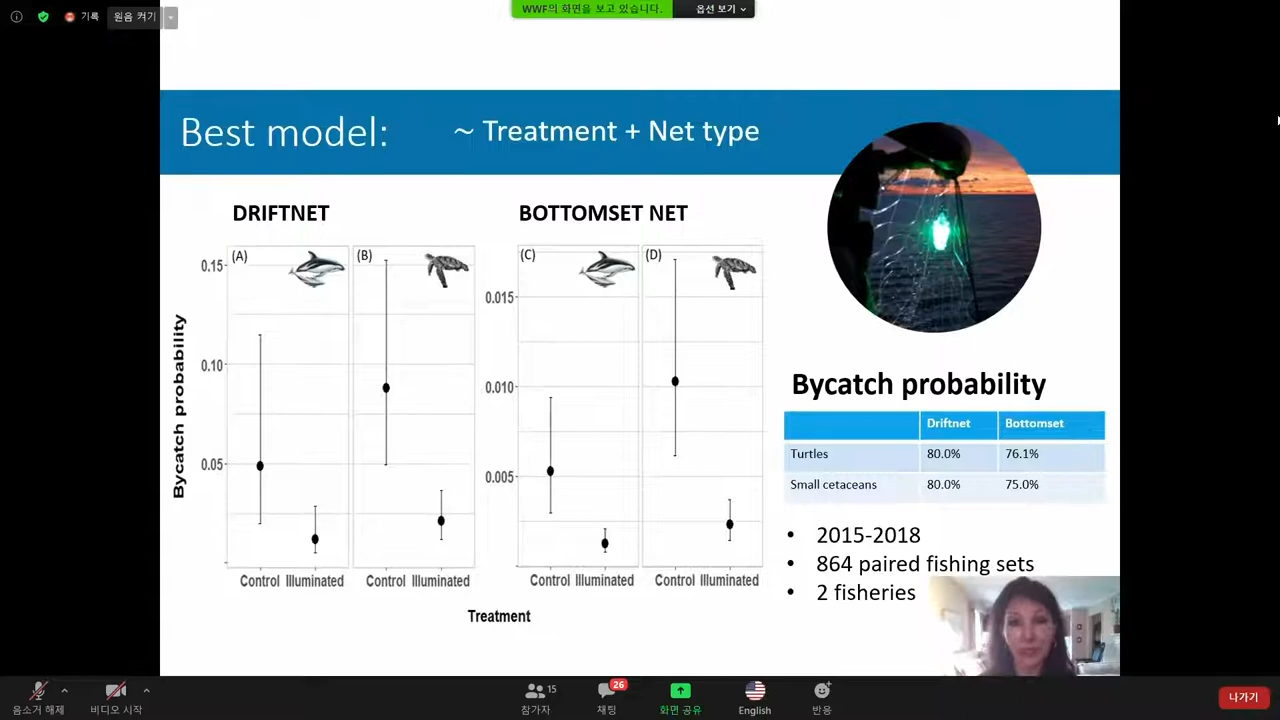 기록
원음 켜기
WWF의 화면을 보고 있습니다.
옵션 보기
Best model:
~ Treatment + Net type
DRIFTNET
BOTTOMSET NET
(A)
(B)
(C)
(D)
0.15
0.10
0.05
0.015
0.010
0.005
Bycatch probability
Control Illuminated
Control Illuminated
Control Illuminated
Control Illuminated
Treatment
Bycatch probability
Driftnet Bottomset
Turtles 80.0% 76.1%
Small cetaceans 80.0% 75.0%
• 2015-2018
• 864 paired fishing sets
• 2 fisheries
음소거 해제
비디오 시작
15
참가자
26
채팅
화면 공유
English
반응
나가기